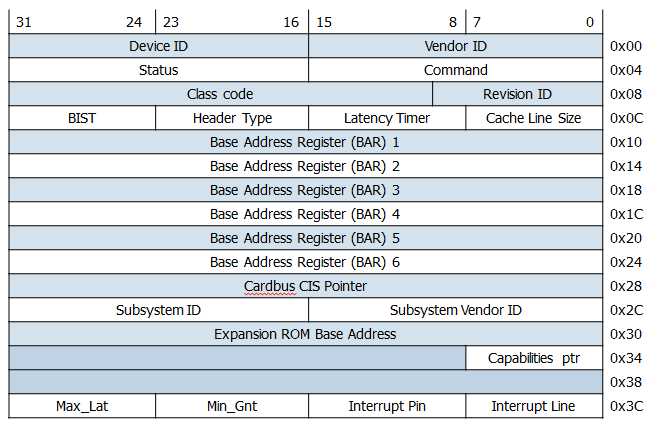 31 24 23 16 15 8 7 0
Device ID Vendor ID 0x00
Status Command 0x04
Class code Revision ID 0x08
BIST Header Type Latency Timer Cache Line Size 0x0C
Base Address Register (BAR) 1 0x10
Base Address Register (BAR) 2 0x14
Base Address Register (BAR) 3 0x18
Base Address Register (BAR) 4 0x1C
Base Address Register (BAR) 5 0x20
Base Address Register (BAR) 6 0x24
Cardbus CIS Pointer 0x28
Subsystem ID Subsystem Vendor ID 0x2C
Expansion ROM Base Address 0x30
Capabilities ptr 0x34
0x38
Max_Lat Min_Gnt Interrupt Pin Interrupt Line 0x3C